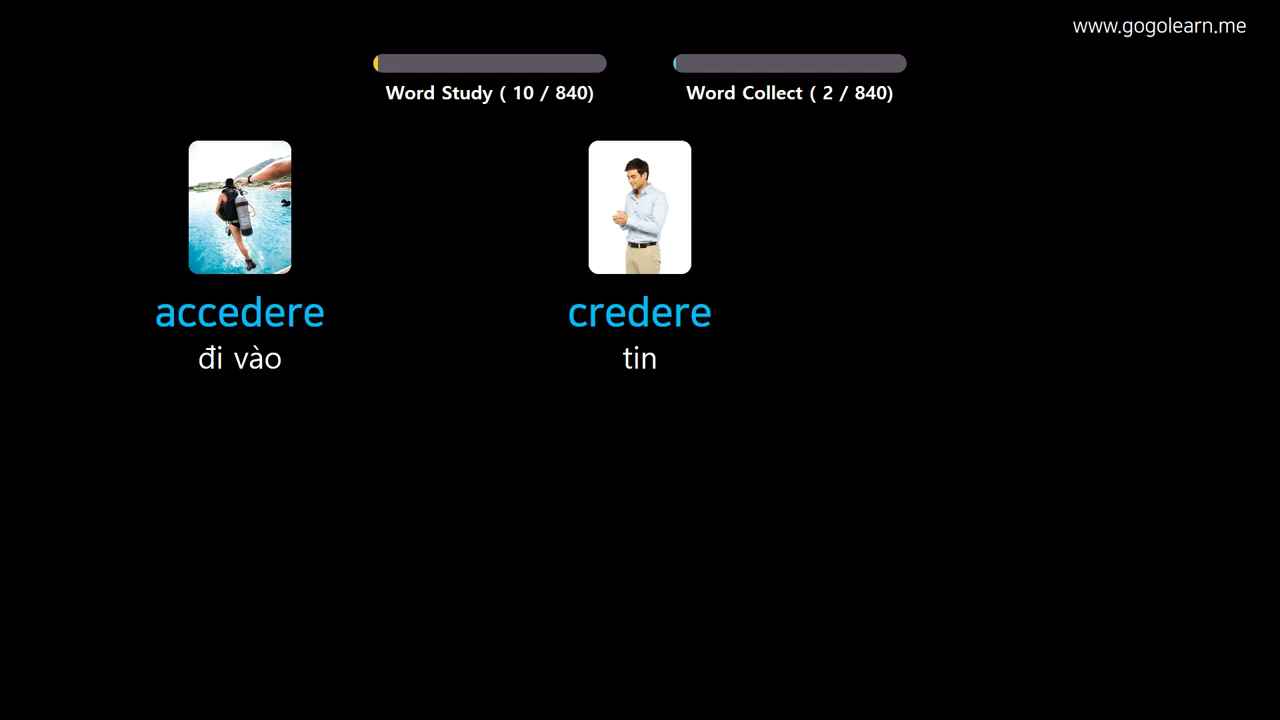 www.gogolearn.me
Word Study ( 10 / 840)
Word Collect ( 2 / 840)
accedere
đi vào
credere
tin